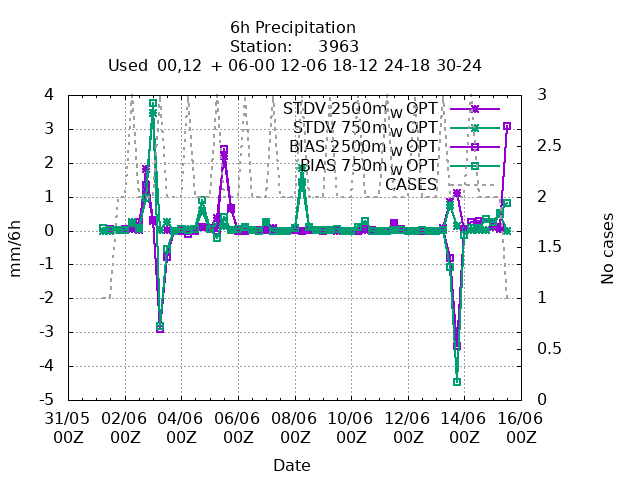 6h Precipitation
Station: 3963
Used 00,12 + 06-00 12-06 18-12 24-18 30-24
STDV 2500m w OPT
STDV 750m w OPT
BIAS 2500m w OPT
BIAS 750m w OPT
CASES
4
3
2
1
0
-1
-2
-3
-4
-5
mm/6h
3
2.5
2
1.5
1
0.5
0
No cases
31/05 02/06 04/06 06/06 08/06 10/06 12/06 14/06 16/06
00Z 00Z 00Z 00Z 00Z 00Z 00Z 00Z 00Z
Date